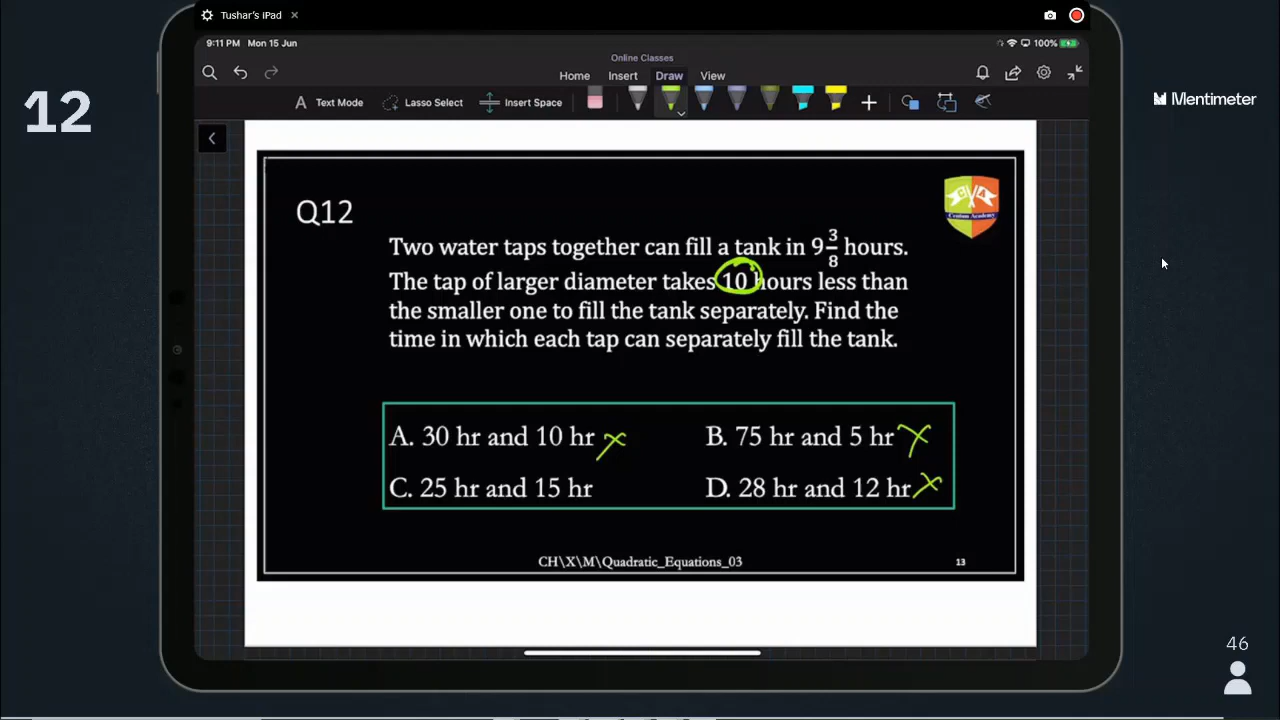 Tushar's iPad ×
9:11 PM Mon 15 Jun
100%
Online Classes
Home Insert Draw View
Text Mode Lasso Select Insert Space
12
Mentimeter
Q12
Two water taps together can fill a tank in 9 3/8 hours.
The tap of larger diameter takes 10 hours less than
the smaller one to fill the tank separately. Find the
time in which each tap can separately fill the tank.
A. 30 hr and 10 hr ×
B. 75 hr and 5 hr ×
C. 25 hr and 15 hr
D. 28 hr and 12 hr ×
Centum Academy
CH\X\M\Quadratic_Equations_03
13
46